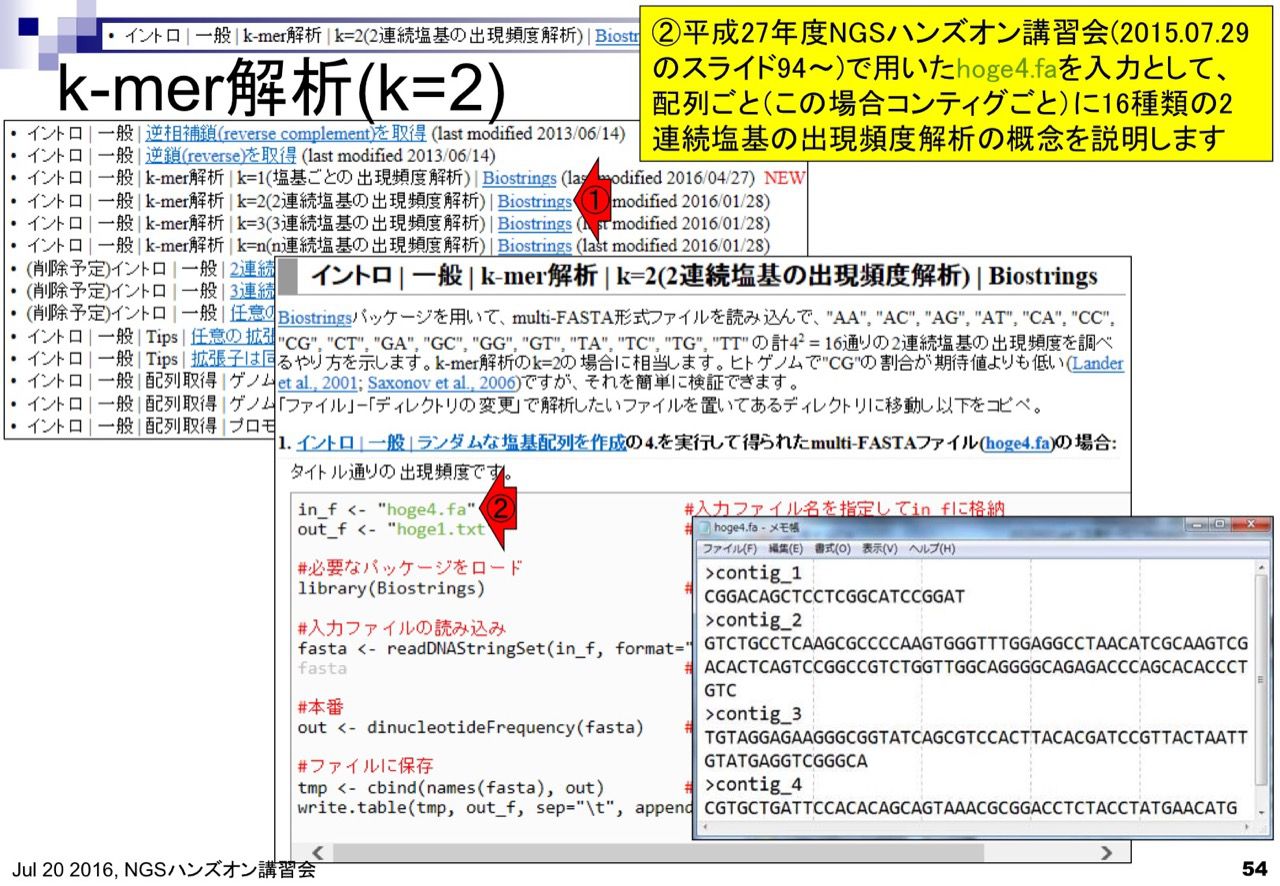 • イントロ | 一般 | k-mer解析 | k=2(2連続塩基の出現頻度解析) | Biost
k-mer解析(k=2)
②平成27年度NGSハンズオン講習会(2015.07.29
のスライド94～)で用いたhoge4.faを入力として、
配列ごと(この場合コンティグごと)に16種類の2
連続塩基の出現頻度解析の概念を説明します
• イントロ | 一般 | 逆相補鎖(reverse complement)を取得 (last modified 2013/06/14)
• イントロ | 一般 | 逆鎖(reverse)を取得 (last modified 2013/06/14)
• イントロ | 一般 | k-mer解析 | k=1(塩基ごとの出現頻度解析) | Biostrings (last modified 2016/04/27) NEW
• イントロ | 一般 | k-mer解析 | k=2(2連続塩基の出現頻度解析) | Biostrings ① modified 2016/01/28)
• イントロ | 一般 | k-mer解析 | k=3(3連続塩基の出現頻度解析) | Biostrings (last modified 2016/01/28)
• イントロ | 一般 | k-mer解析 | k=n(n連続塩基の出現頻度解析) | Biostrings (last modified 2016/01/28)
• (削除予定)イントロ | 一般 | 2連続
• (削除予定)イントロ | 一般 | 3連続
• (削除予定)イントロ | 一般 | 任意の
• イントロ | 一般 | Tips | 任意の拡張
• イントロ | 一般 | Tips | 拡張子は同
• イントロ | 一般 | 配列取得 | ゲノム
• イントロ | 一般 | 配列取得 | ゲノム
• イントロ | 一般 | 配列取得 | プロモ
イントロ | 一般 | k-mer解析 | k=2(2連続塩基の出現頻度解析) | Biostrings
Biostringsパッケージを用いて、multi-FASTA形式ファイルを読み込んで、"AA", "AC", "AG", "AT", "CA", "CC",
"CG", "CT", "GA", "GC", "GG", "GT", "TA", "TC", "TG", "TT"の計4² = 16通りの2連続塩基の出現頻度を調べ
るやり方を示します。k-mer解析のk=2の場合に相当します。ヒトゲノムで"CG"の割合が期待値よりも低い(Lander
et al., 2001; Saxonov et al., 2006)ですが、それを簡単に検証できます。
「ファイル」－「ディレクトリの変更」で解析したいファイルを置いてあるディレクトリに移動し以下をコピペ。
1. イントロ | 一般 | ランダムな塩基配列を作成の4.を実行して得られたmulti-FASTAファイル(hoge4.fa)の場合:
タイトル通りの出現頻度です。
in_f <- "hoge4.fa" ② #入力ファイル名を指定してin_fに格納
out_f <- "hoge1.txt #
#必要なパッケージをロード
library(Biostrings) #
#入力ファイルの読み込み
fasta <- readDNAStringSet(in_f, format="
fasta #
#本番
out <- dinucleotideFrequency(fasta) #
#ファイルに保存
tmp <- cbind(names(fasta), out) #
write.table(tmp, out_f, sep="\t", append
hoge4.fa - メモ帳
ファイル(F) 編集(E) 書式(O) 表示(V) ヘルプ(H)
>contig_1
CGGACAGCTCCTCGGCATCCGGAT
>contig_2
GTCTGCCTCAAGCGCCCCAAGTGGGTTTGGAGGCCTAACATCGCAAGTCG
ACACTCAGTCCGGCCGTCTGGTTGGCAGGGGCAGAGACCCAGCACACCCT
GTC
>contig_3
TGTAGGAGAAGGGCGGTATCAGCGTCCACTTACACGATCCGTTACTAATT
GTATGAGGTCGGGCA
>contig_4
CGTGCTGATTCCACACAGCAGTAAACGCGGACCTCTACCTATGAACATG
Jul 20 2016, NGSハンズオン講習会
54